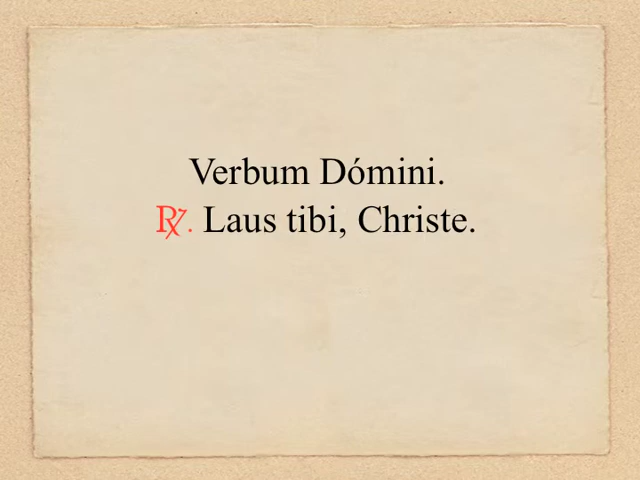 Verbum Dómini.
℟. Laus tibi, Christe.